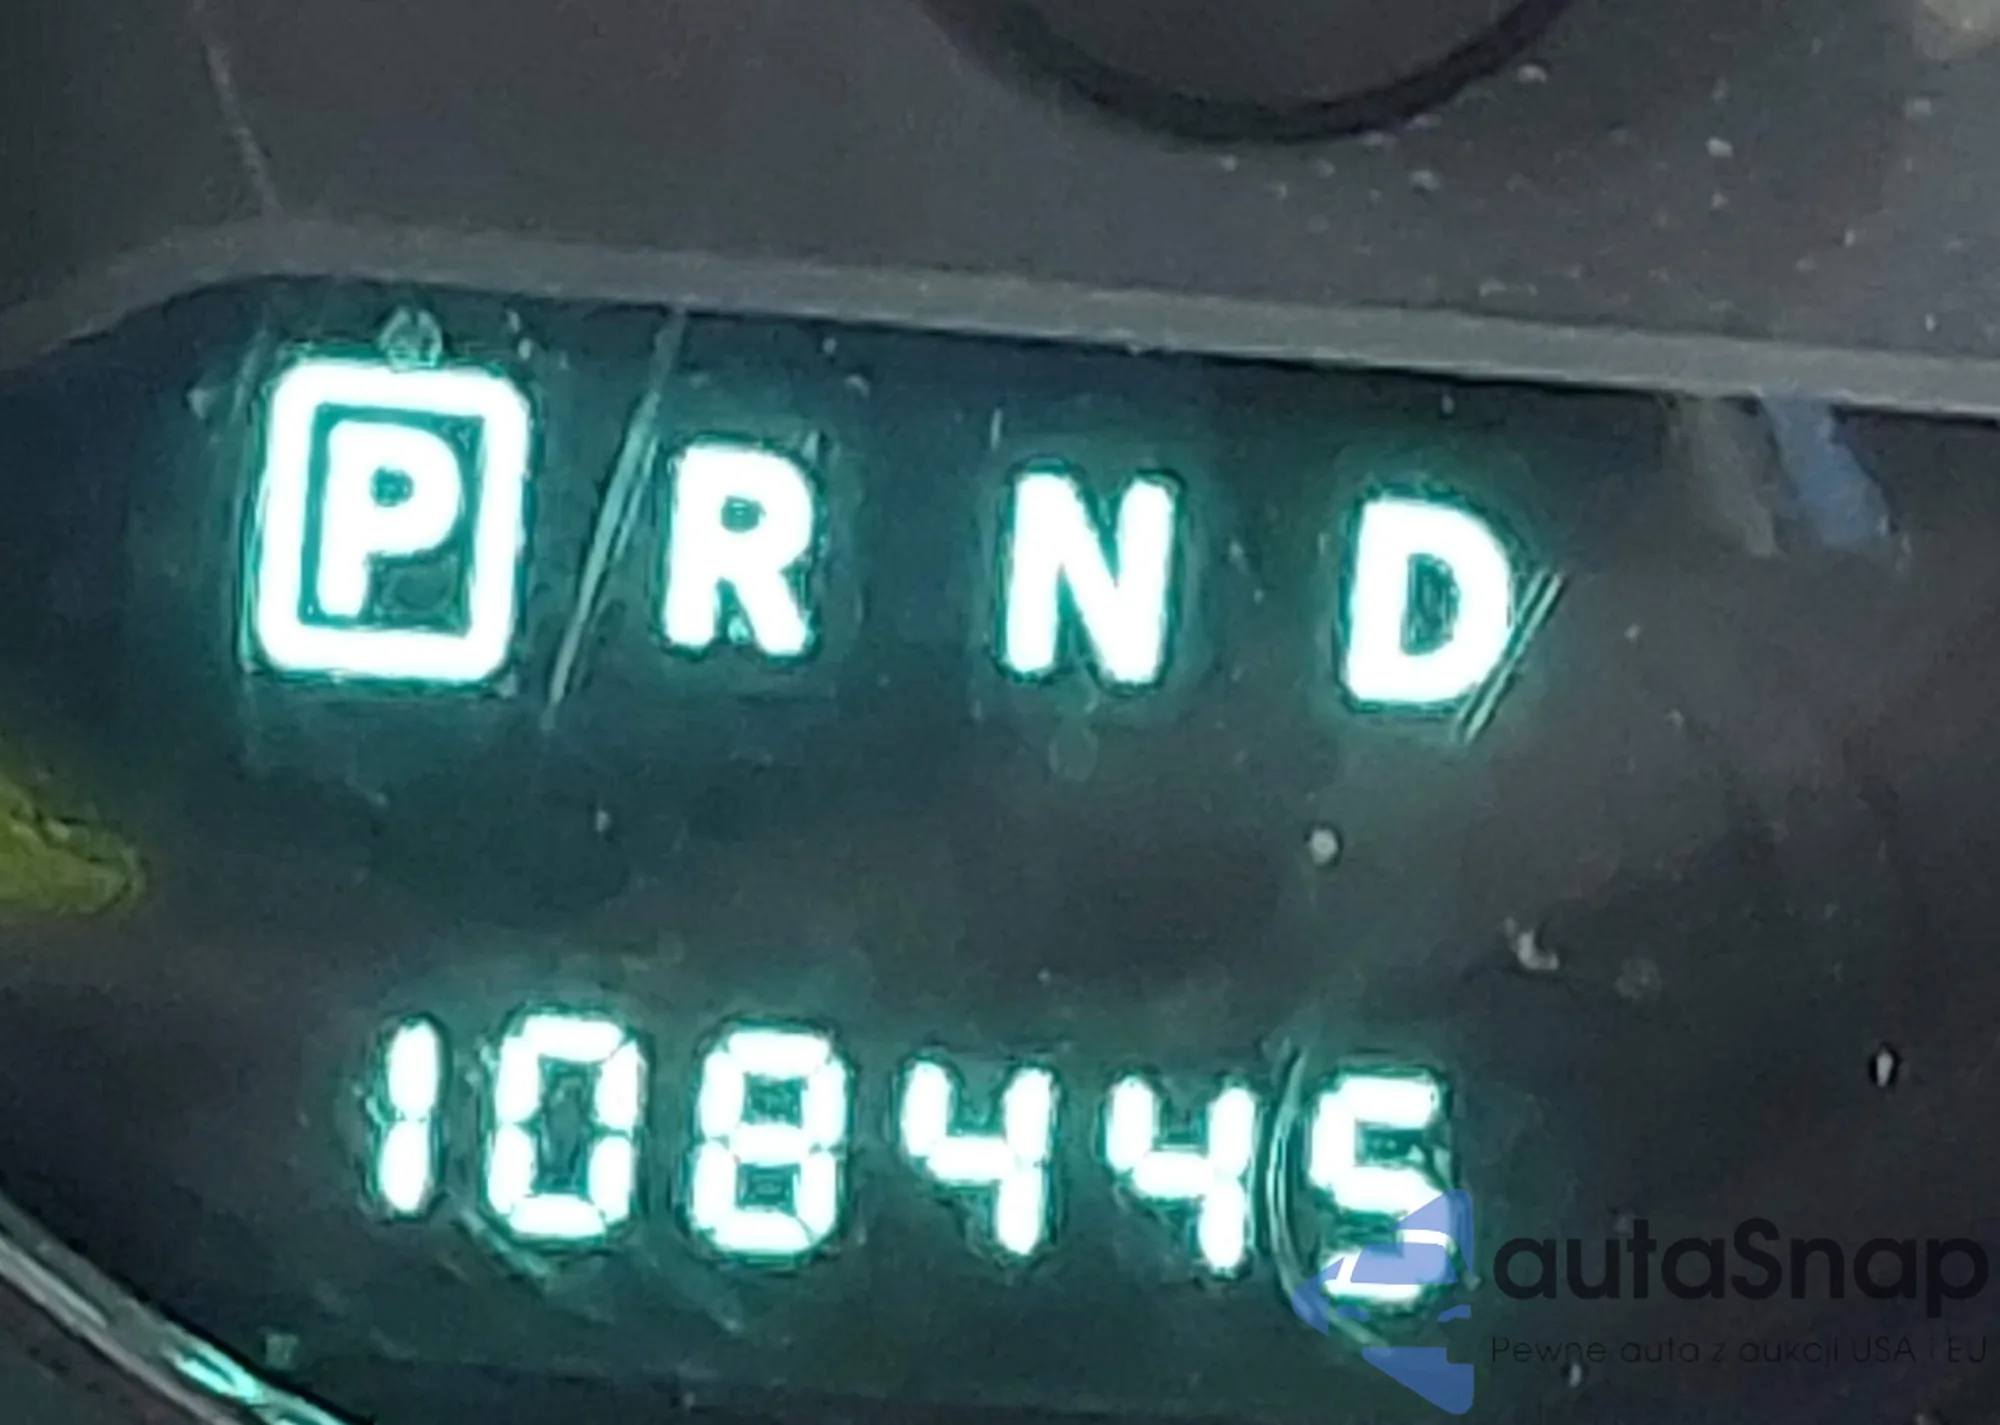 P R N D
108445
autaSnap
Pewne auta z aukcji USA i EU